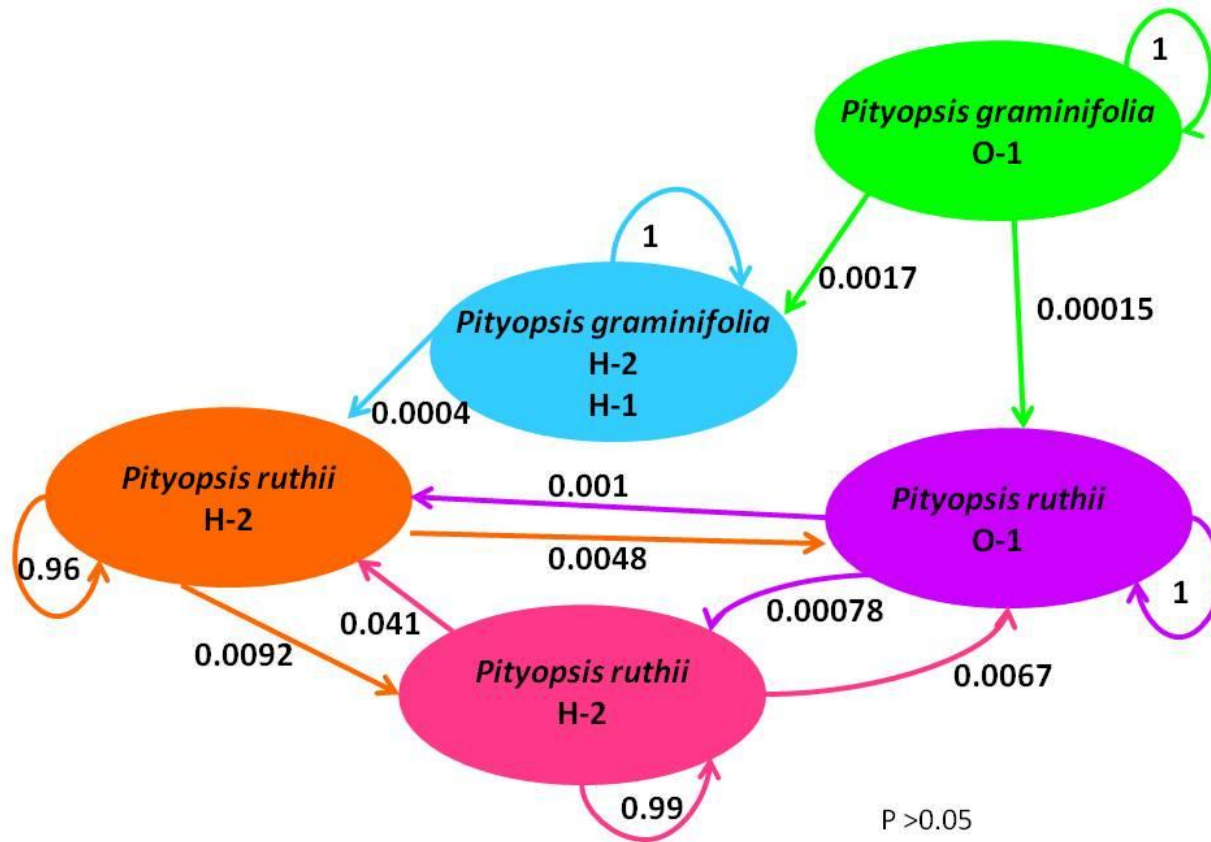 1
Pityopsis graminifolia
O-1
1
0.0017
0.00015
Pityopsis graminifolia
H-2
H-1
0.0004
Pityopsis ruthii
H-2
0.001
0.0048
Pityopsis ruthii
O-1
0.96
0.041
0.00078
1
0.0092
Pityopsis ruthii
H-2
0.0067
0.99
P >0.05